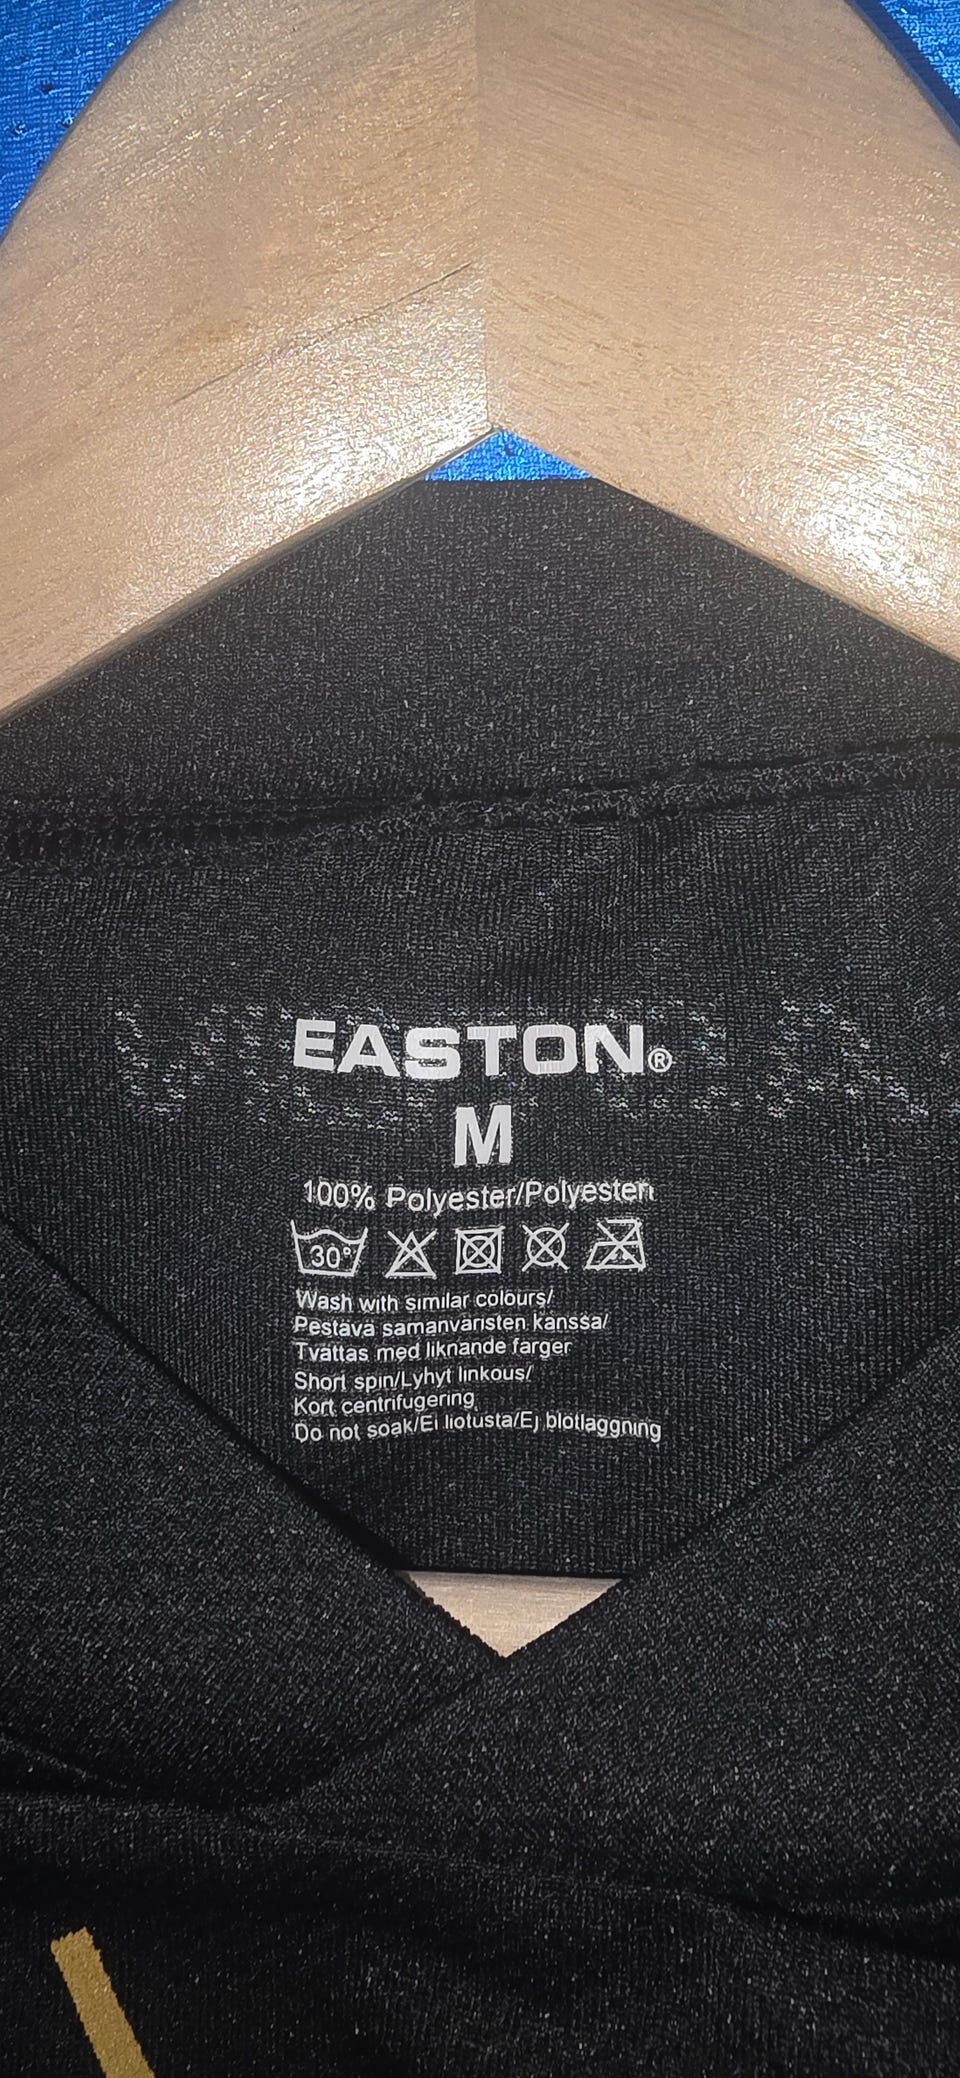 EASTON®
M
100% Polyester/Polyesteri
30°
Wash with similar colours/
Pestävä samanväristen kanssa/
Tvättas med liknande färger
Short spin/Lyhyt linkous/
Kort centrifugering
Do not soak/Ei liotusta/Ej blötläggning